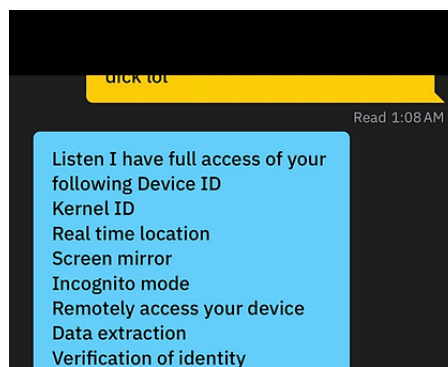 dick lol
Read 1:08 AM
Listen I have full access of your
following Device ID
Kernel ID
Real time location
Screen mirror
Incognito mode
Remotely access your device
Data extraction
Verification of identity